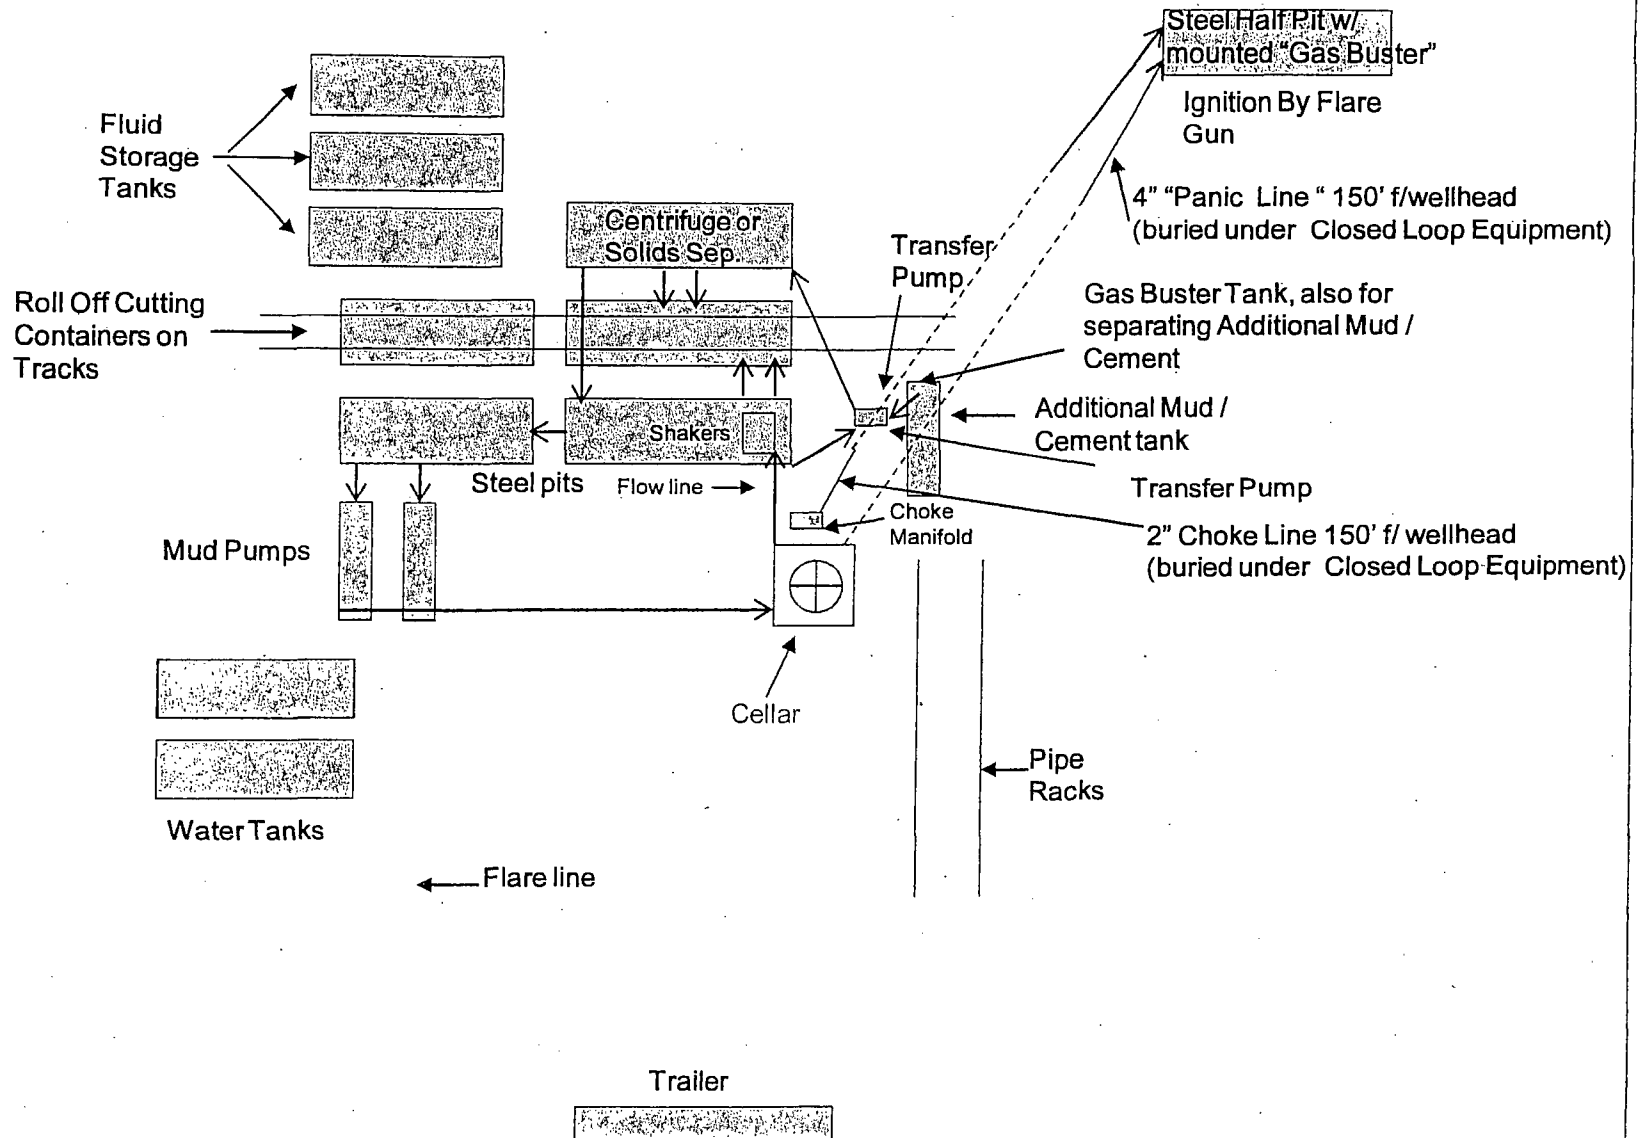 Steel Half Pit w/
mounted "Gas Buster"
Ignition By Flare
Gun
Fluid
Storage
Tanks
4" "Panic Line " 150' f/wellhead
(buried under Closed Loop Equipment)
Centrifuge or
Solids Sep.
Transfer
Pump
Roll Off Cutting
Containers on
Tracks
Gas Buster Tank, also for
separating Additional Mud /
Cement
Additional Mud /
Cement tank
Shakers
Steel pits
Flow line
Transfer Pump
Choke
Manifold
2" Choke Line 150' f/ wellhead
(buried under Closed Loop Equipment)
Mud Pumps
Cellar
Pipe
Racks
Water Tanks
Flare line
Trailer